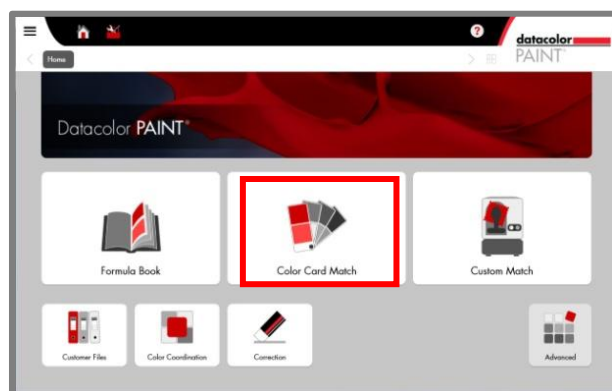 datacolor
PAINT
Home
Datacolor PAINT
Formula Book
Color Card Match
Custom Match
Customer Files
Color Coordination
Correction
Advanced